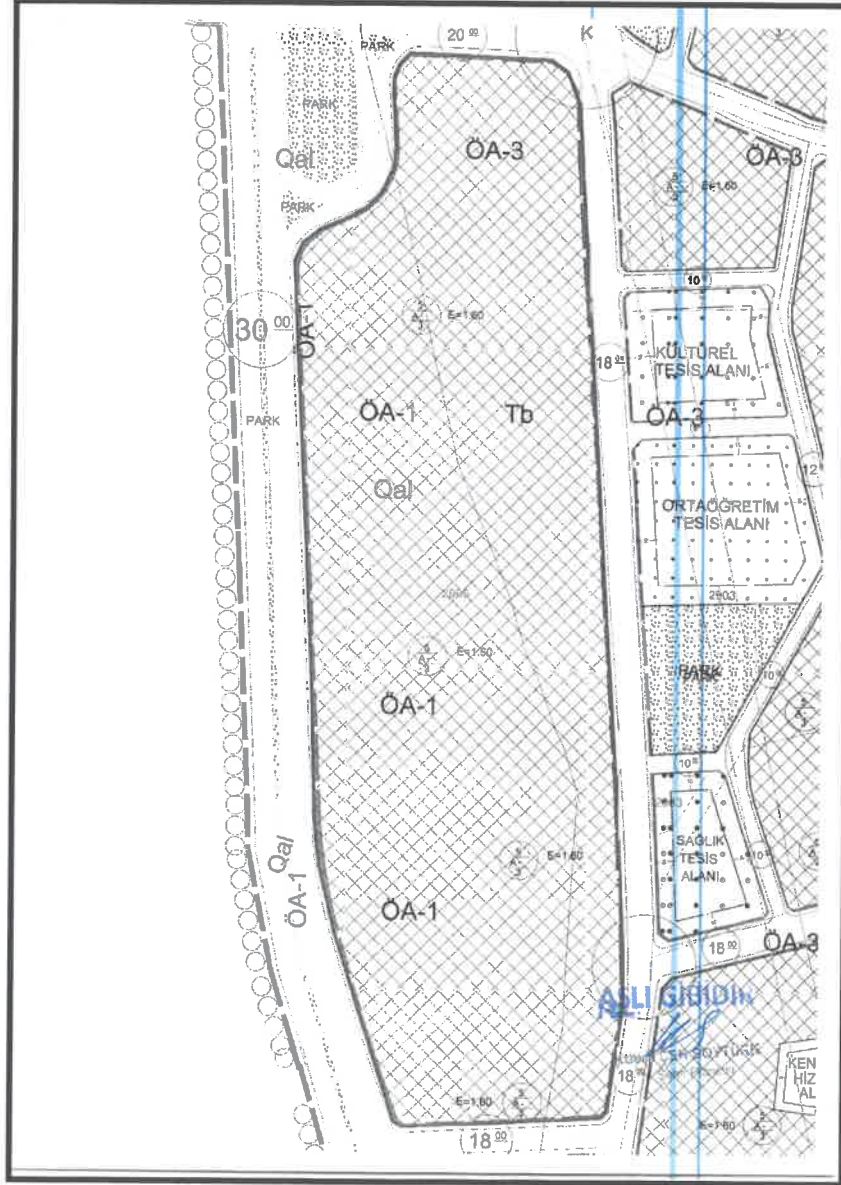 20 00
K
PARK
PARK
Qal
ÖA-3
ÖA-3
E=1.60
PARK
10
30 00
ÖA-1
E=1.60
KÜLTÜREL
TESİS ALANI
18 00
ÖA-1
Tb
ÖA-3
PARK
12
Qal
ORTAÖĞRETİM
TESİS ALANI
2903
E=1.60
PARK
10
ÖA-1
10
SAĞLIK
TESİS
ALANI
10
Qal
ÖA-1
E=1.60
ÖA-1
18 00
ÖA-3
ASLI GİBİDİR
KEN
HİZ
AL
18
E=1.60
E=1.60
18 00